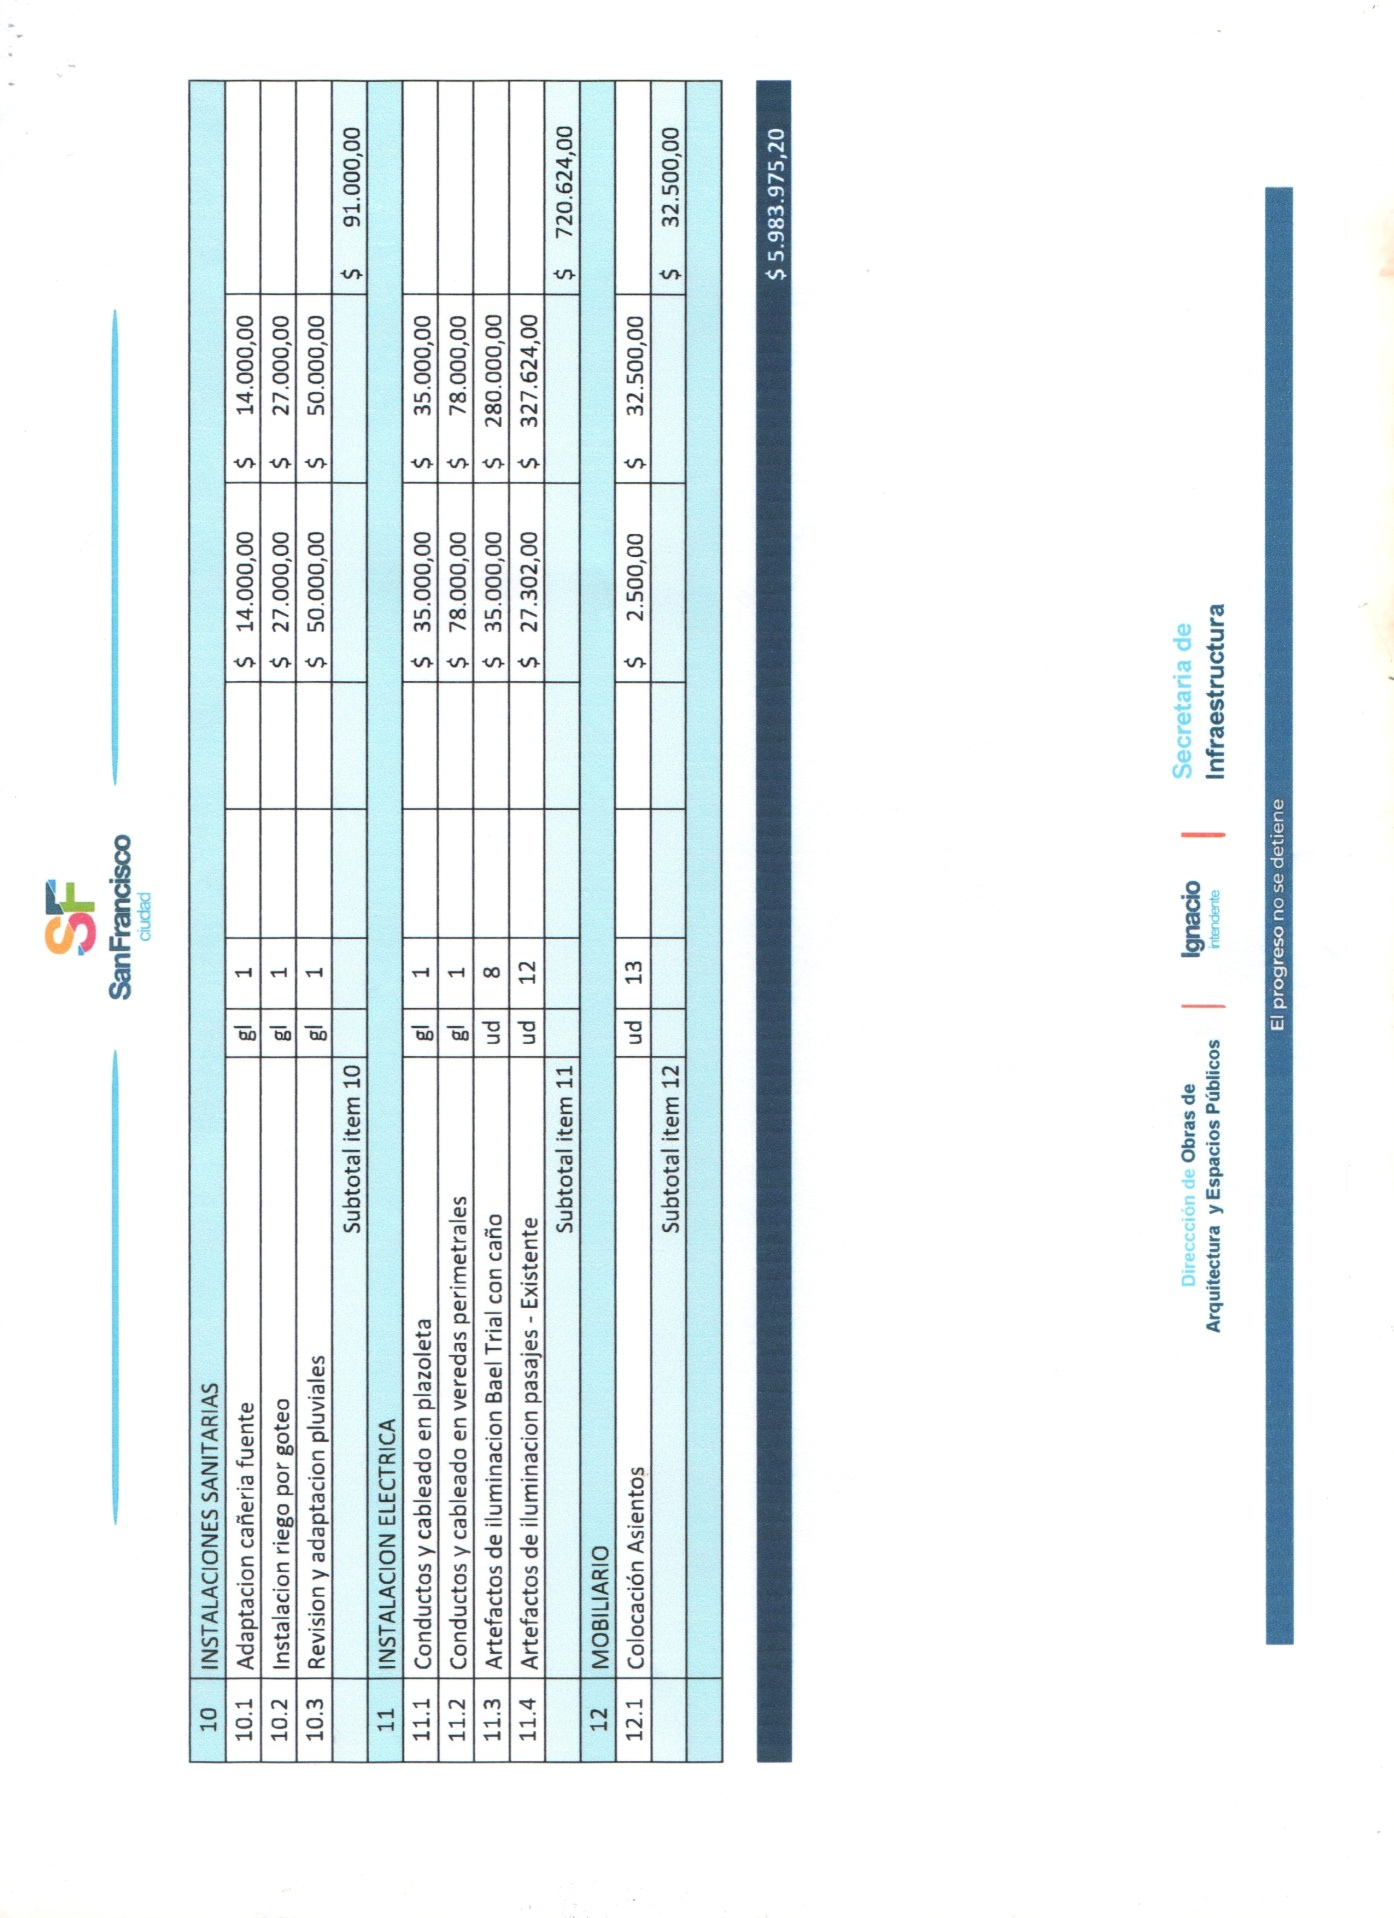 SF
SanFrancisco
ciudad
10 INSTALACIONES SANITARIAS
10.1 Adaptacion cañeria fuente gl 1 $ 14.000,00 $ 14.000,00
10.2 Instalacion riego por goteo gl 1 $ 27.000,00 $ 27.000,00
10.3 Revision y adaptacion pluviales gl 1 $ 50.000,00 $ 50.000,00
Subtotal item 10 $ 91.000,00
11 INSTALACION ELECTRICA
11.1 Conductos y cableado en plazoleta gl 1 $ 35.000,00 $ 35.000,00
11.2 Conductos y cableado en veredas perimetrales gl 1 $ 78.000,00 $ 78.000,00
11.3 Artefactos de iluminacion Bael Trial con caño ud 8 $ 35.000,00 $ 280.000,00
11.4 Artefactos de iluminacion pasajes - Existente ud 12 $ 27.302,00 $ 327.624,00
Subtotal item 11 $ 720.624,00
12 MOBILIARIO
12.1 Colocación Asientos ud 13 $ 2.500,00 $ 32.500,00
Subtotal item 12 $ 32.500,00
$ 5.983.975,20
Direccción de Obras de
Arquitectura y Espacios Públicos
Ignacio
intendente
Secretaria de
Infraestructura
El progreso no se detiene